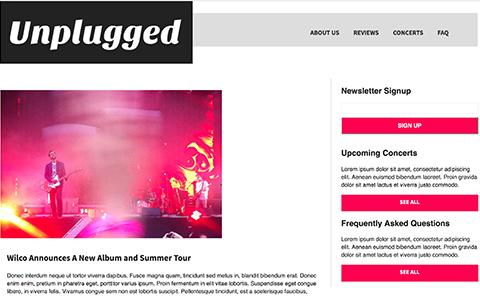 Unplugged
ABOUT US REVIEWS CONCERTS FAQ
Wilco Announces A New Album and Summer Tour
Donec interdum neque ut tortor viverra dapibus. Fusce magna quam, tincidunt sed metus in, blandit bibendum erat. Donec
enim enim, pretium in pharetra eget, porttitor varius ipsum. Proin fermentum in elit vitae lobortis. Suspendisse eget congue
libero, in viverra felis. Vivamus congue sem non est lobortis suscipit. Pellentesque tincidunt, est a scelerisque faucibus,
Newsletter Signup
SIGN UP
Upcoming Concerts
Lorem ipsum dolor sit amet, consectetur adipiscing
elit. Aenean euismod bibendum laoreet. Proin gravida
dolor sit amet lactus et viverra justo commodo.
SEE ALL
Frequently Asked Questions
Lorem ipsum dolor sit amet, consectetur adipiscing
elit. Aenean euismod bibendum laoreet. Proin gravida
dolor sit amet lactus et viverra justo commodo.
SEE ALL